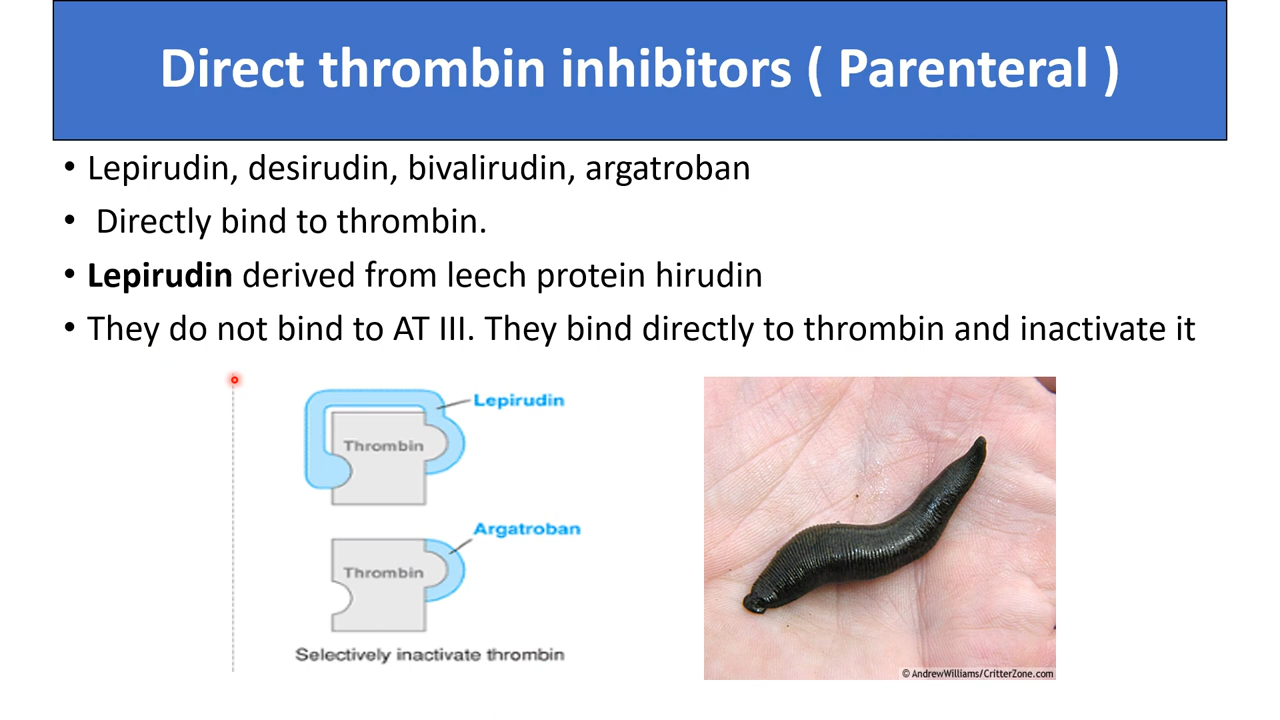 Direct thrombin inhibitors ( Parenteral )
• Lepirudin, desirudin, bivalirudin, argatroban
• Directly bind to thrombin.
• Lepirudin derived from leech protein hirudin
• They do not bind to AT III. They bind directly to thrombin and inactivate it
Lepirudin
Thrombin
Argatroban
Thrombin
Selectively inactivate thrombin
© AndrewWilliams/CritterZone.com